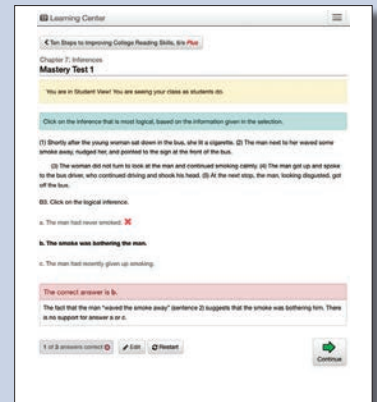 Learning Center
Ten Steps to Improving College Reading Skills, 6/e Plus
Chapter 7: Inferences
Mastery Test 1
You are in Student View! You are seeing your class as students do.
Click on the inference that is most logical, based on the information given in the selection.
(1) Shortly after the young woman sat down in the bus, she lit a cigarette. (2) The man next to her waved some
smoke away, nudged her, and pointed to the sign at the front of the bus.
(3) The woman did not turn to look at the man and continued smoking calmly. (4) The man got up and spoke
to the bus driver, who continued driving and shook his head. (5) At the next stop, the man, looking disgusted, got
off the bus.
Click on the logical inference.
a. The man had never smoked.
b. The smoke was bothering the man.
c. The man had recently given up smoking.
The correct answer is b.
The fact that the man "waved the smoke away" (sentence 2) suggests that the smoke was bothering him. There
is no support for answer a or c.
1 of 3 answers correct
Edit
Restart
Continue